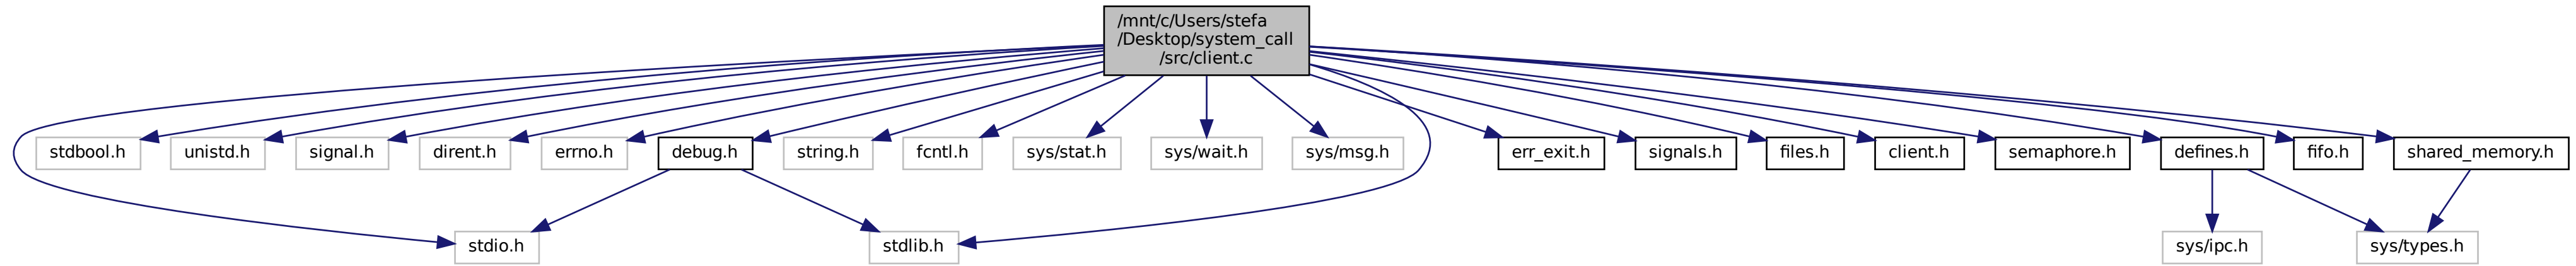 /mnt/c/Users/stefa
/Desktop/system_call
/src/client.c
stdbool.h
unistd.h
signal.h
dirent.h
errno.h
debug.h
string.h
fcntl.h
sys/stat.h
sys/wait.h
sys/msg.h
err_exit.h
signals.h
files.h
client.h
semaphore.h
defines.h
fifo.h
shared_memory.h
stdio.h
stdlib.h
sys/ipc.h
sys/types.h